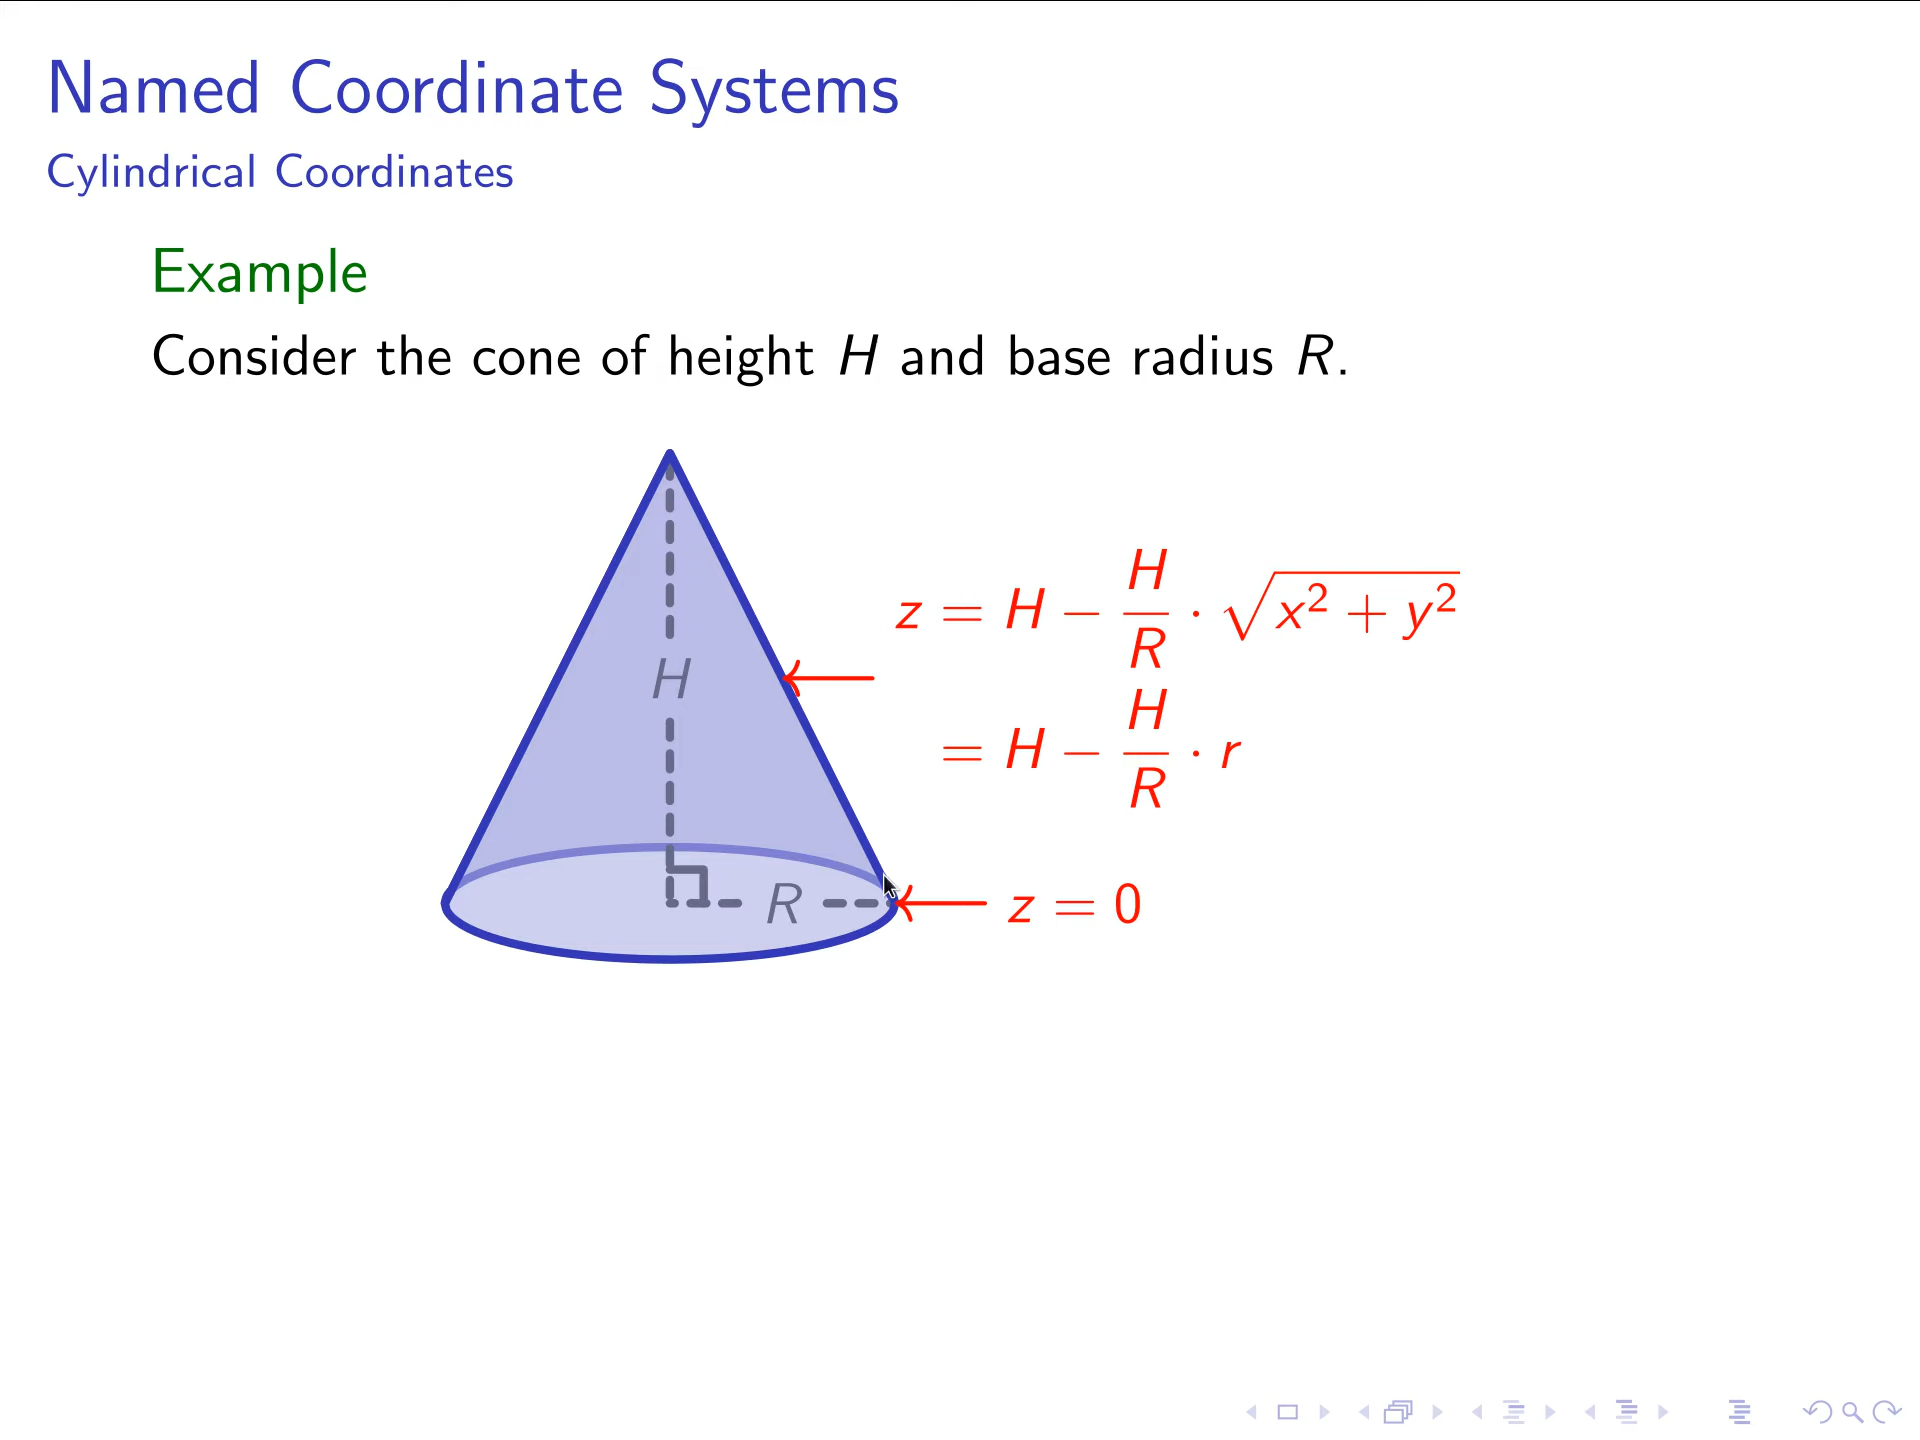 Named Coordinate Systems
Cylindrical Coordinates
Example
Consider the cone of height H and base radius R.
z = H − H/R · √(x² + y²)
H
= H − H/R · r
R
z = 0